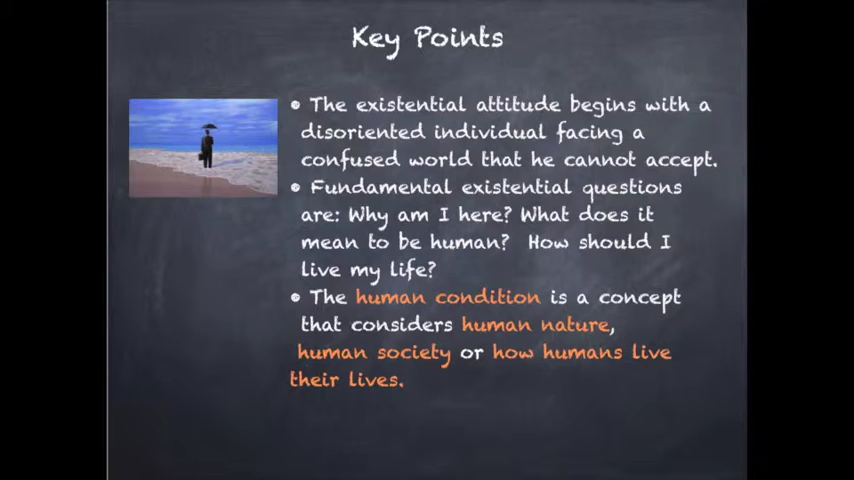 Key Points
• The existential attitude begins with a
disoriented individual facing a
confused world that he cannot accept.
• Fundamental existential questions
are: Why am I here? What does it
mean to be human? How should I
live my life?
• The human condition is a concept
that considers human nature,
human society or how humans live
their lives.